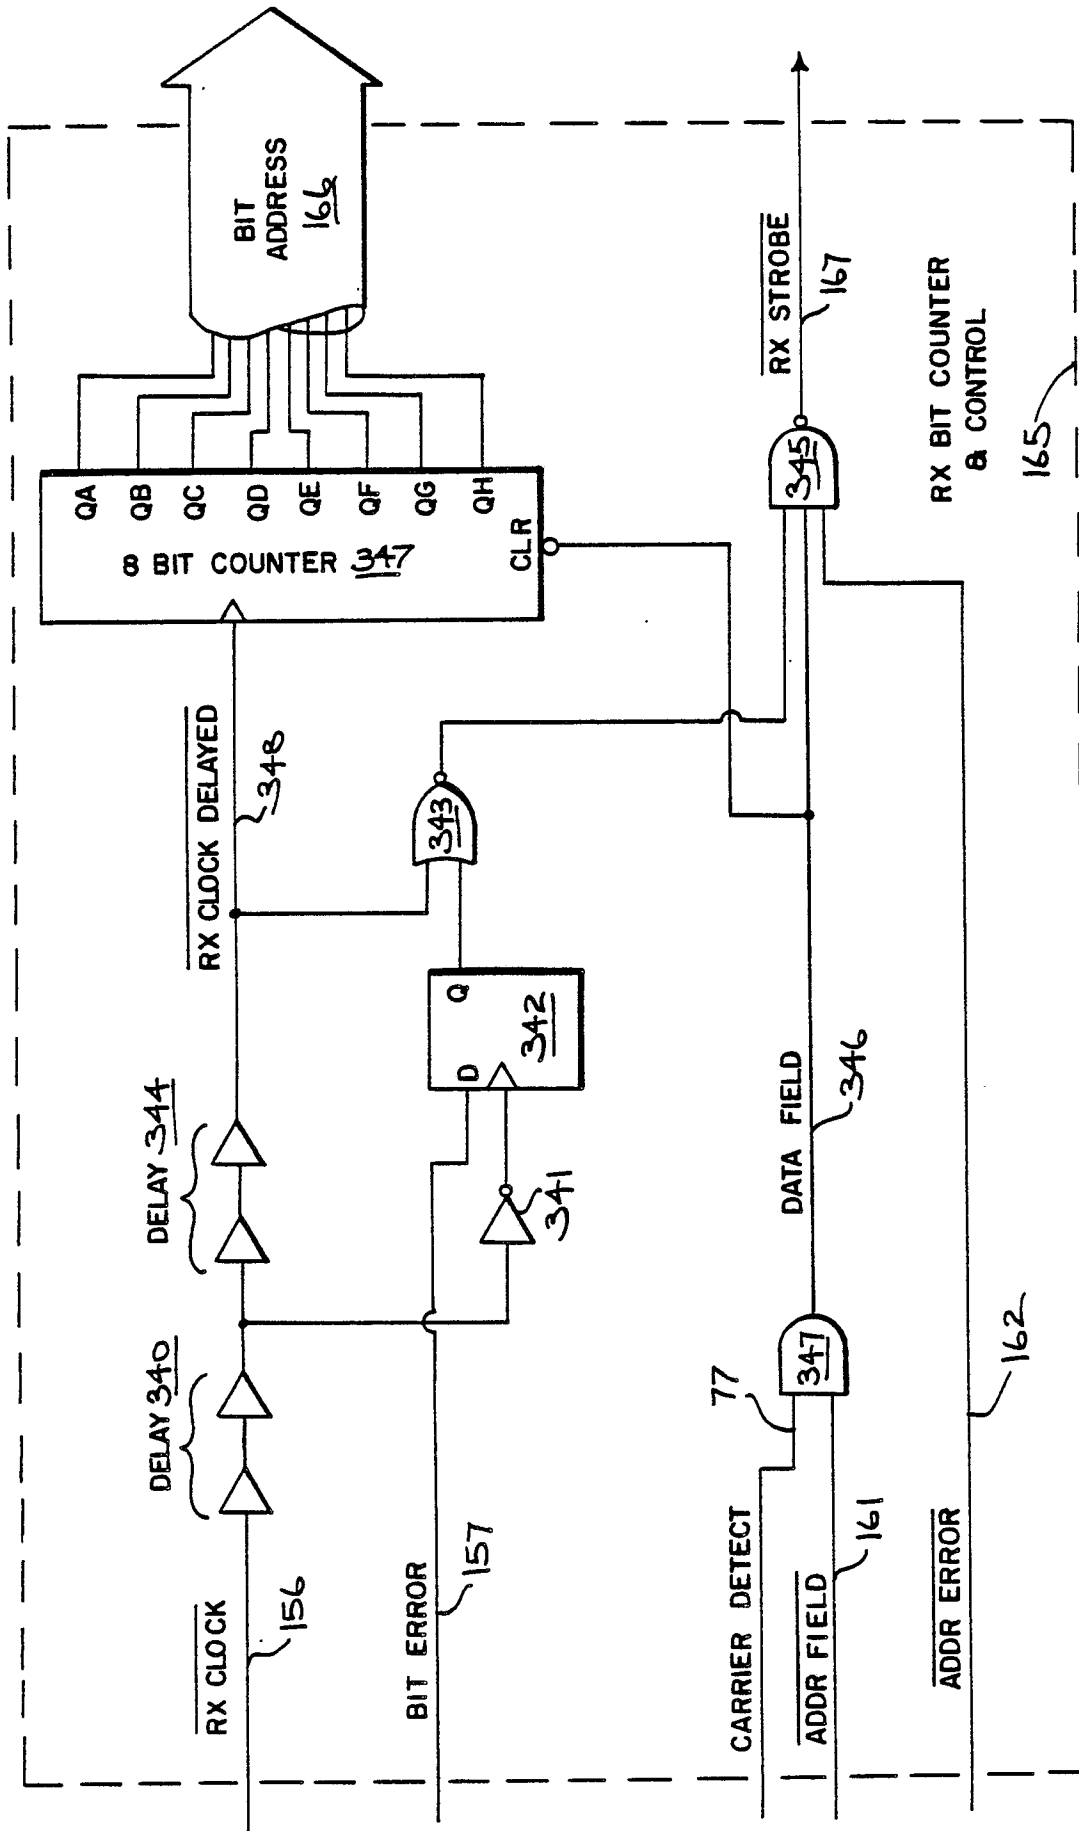 RX CLOCK
156
DELAY 340
DELAY 344
RX CLOCK DELAYED
348
8 BIT COUNTER 347
QA
QB
QC
QD
QE
QF
QG
QH
CLR
BIT
ADDRESS
166
BIT ERROR
157
341
D
Q
342
343
CARRIER DETECT
77
ADDR FIELD
161
347
DATA FIELD
346
345
RX STROBE
167
ADDR ERROR
162
RX BIT COUNTER
& CONTROL
165